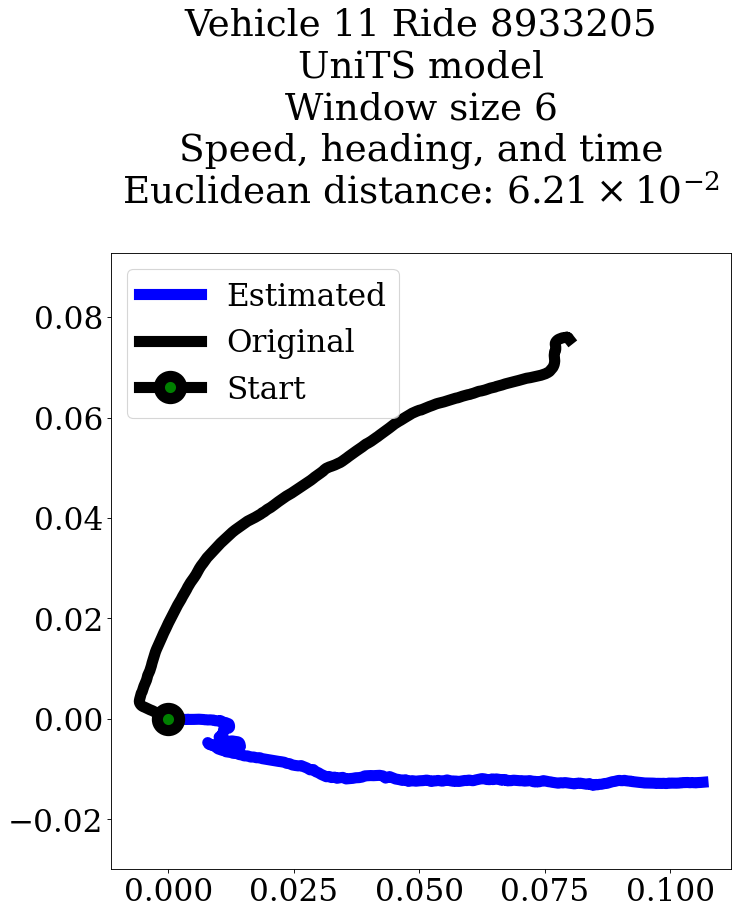 Vehicle 11 Ride 8933205
UniTS model
Window size 6
Speed, heading, and time
Euclidean distance: 6.21 × 10⁻²
Estimated
Original
Start
0.08
0.06
0.04
0.02
0.00
−0.02
0.000 0.025 0.050 0.075 0.100